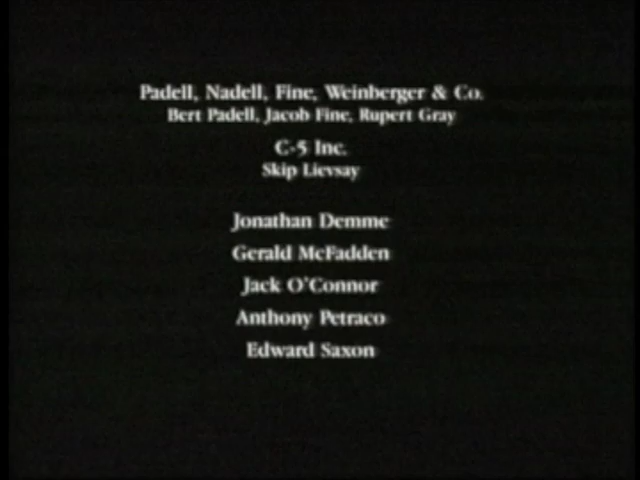 Padell, Nadell, Fine, Weinberger & Co.
Bert Padell, Jacob Fine, Rupert Gray
C-5 Inc.
Skip Lievsay
Jonathan Demme
Gerald McFadden
Jack O'Connor
Anthony Petraco
Edward Saxon